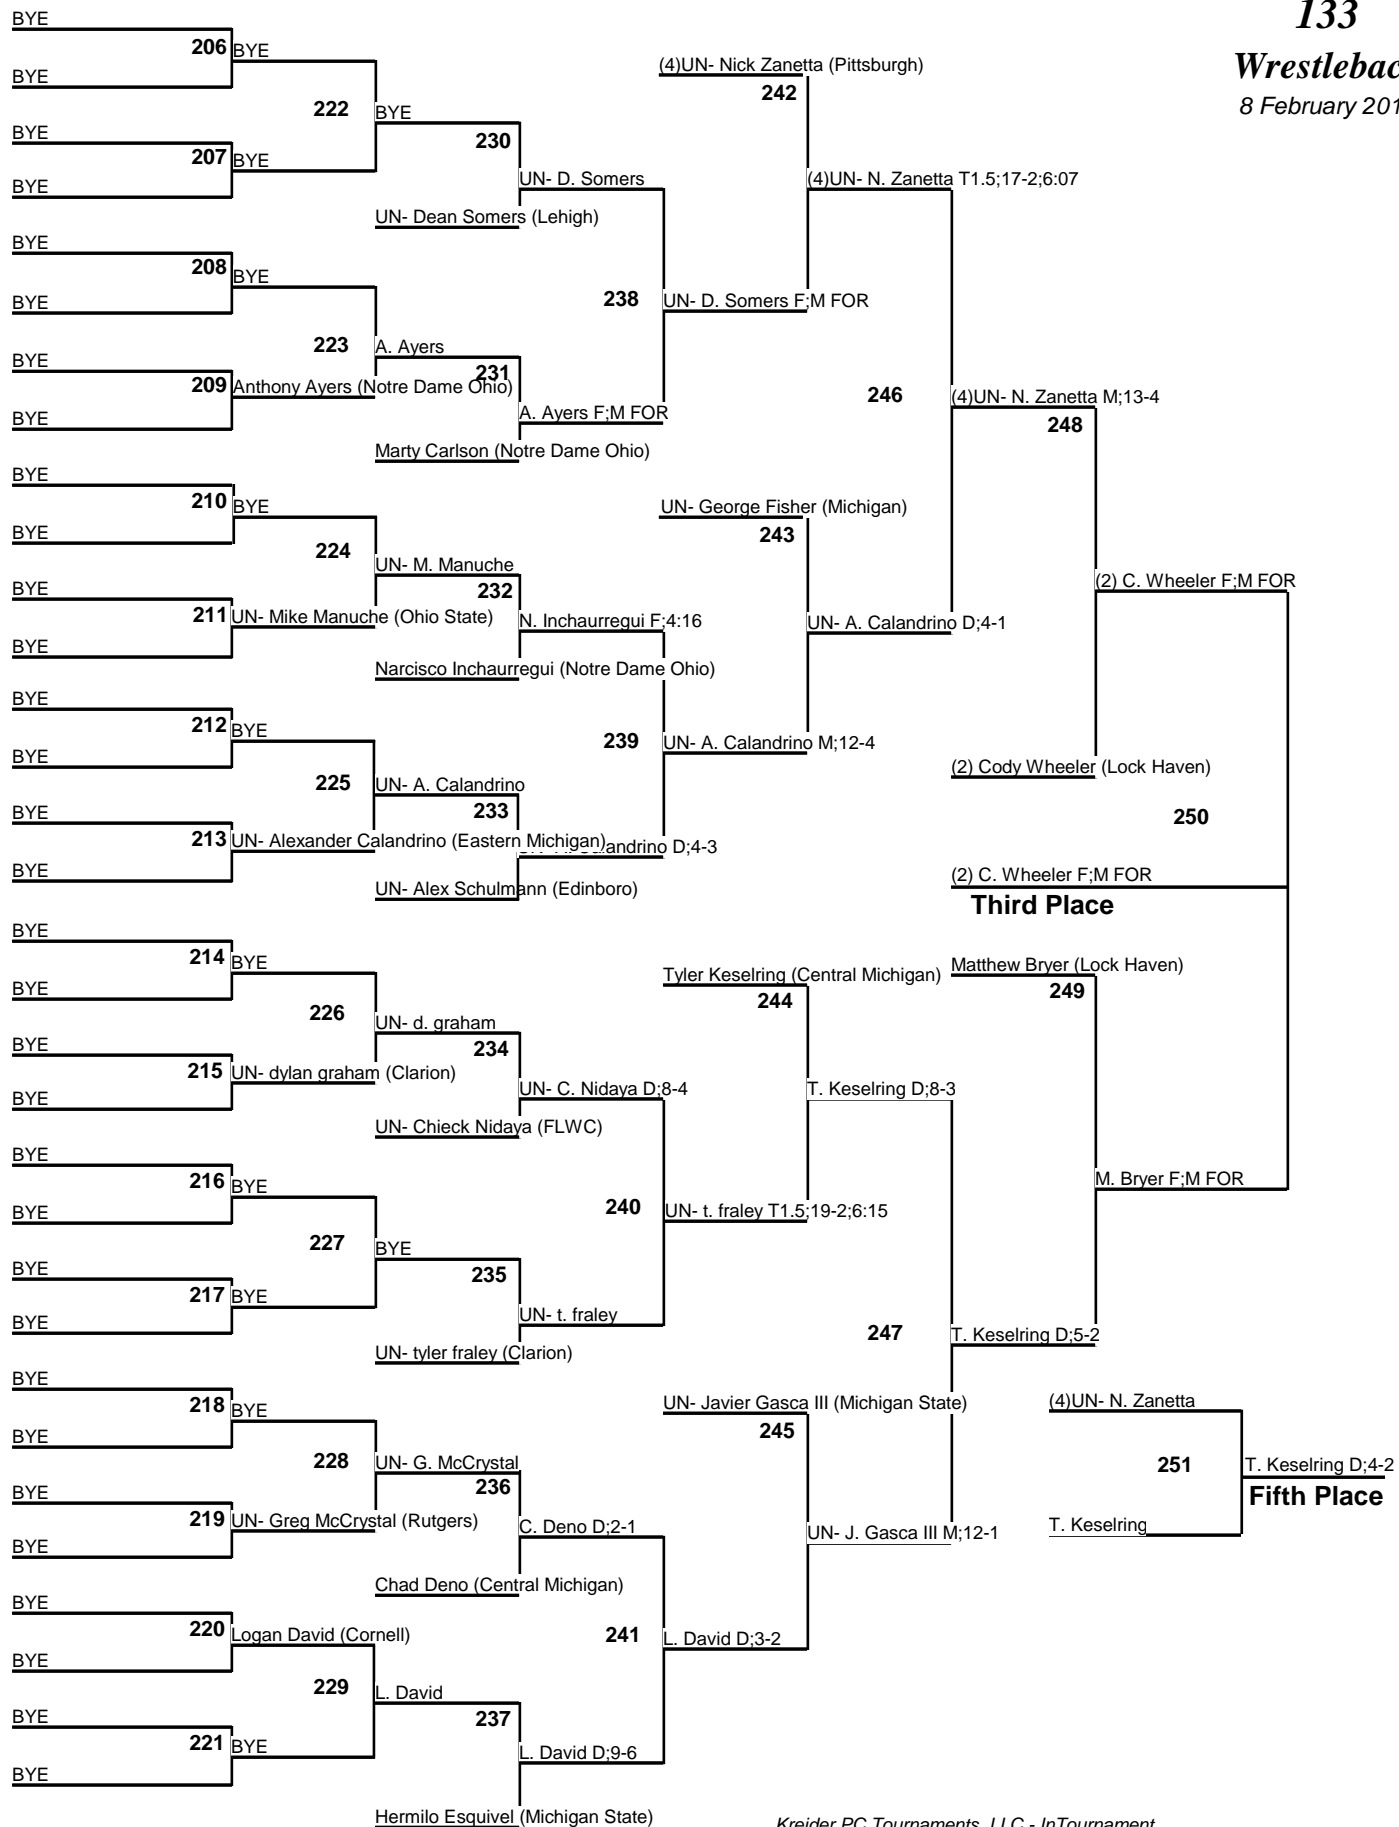 133
Wrestlebac
8 February 201
BYE
206
BYE
BYE
222
BYE
BYE
207
BYE
BYE
230
UN- D. Somers
UN- Dean Somers (Lehigh)
BYE
208
BYE
BYE
223
A. Ayers
BYE
209
Anthony Ayers (Notre Dame Ohio)
BYE
231
A. Ayers F;M FOR
Marty Carlson (Notre Dame Ohio)
238
UN- D. Somers F;M FOR
(4)UN- Nick Zanetta (Pittsburgh)
242
(4)UN- N. Zanetta T1.5;17-2;6:07
BYE
210
BYE
BYE
224
UN- M. Manuche
BYE
211
UN- Mike Manuche (Ohio State)
BYE
232
N. Inchaurregui F;4:16
Narcisco Inchaurregui (Notre Dame Ohio)
BYE
212
BYE
BYE
225
UN- A. Calandrino
BYE
213
UN- Alexander Calandrino (Eastern Michigan)
BYE
233
andrino D;4-3
UN- Alex Schulmann (Edinboro)
239
UN- A. Calandrino M;12-4
UN- George Fisher (Michigan)
243
UN- A. Calandrino D;4-1
246
(4)UN- N. Zanetta M;13-4
248
(2) C. Wheeler F;M FOR
(2) Cody Wheeler (Lock Haven)
250
(2) C. Wheeler F;M FOR
Third Place
BYE
214
BYE
BYE
226
UN- d. graham
BYE
215
UN- dylan graham (Clarion)
BYE
234
UN- C. Nidaya D;8-4
UN- Chieck Nidaya (FLWC)
BYE
216
BYE
BYE
227
BYE
BYE
217
BYE
BYE
235
UN- t. fraley
UN- tyler fraley (Clarion)
240
UN- t. fraley T1.5;19-2;6:15
Tyler Keselring (Central Michigan)
244
T. Keselring D;8-3
Matthew Bryer (Lock Haven)
249
M. Bryer F;M FOR
247
T. Keselring D;5-2
BYE
218
BYE
BYE
228
UN- G. McCrystal
BYE
219
UN- Greg McCrystal (Rutgers)
BYE
236
C. Deno D;2-1
Chad Deno (Central Michigan)
BYE
220
Logan David (Cornell)
BYE
229
L. David
BYE
221
BYE
BYE
237
L. David D;9-6
Hermilo Esquivel (Michigan State)
241
L. David D;3-2
UN- Javier Gasca III (Michigan State)
245
UN- J. Gasca III M;12-1
(4)UN- N. Zanetta
251
T. Keselring D;4-2
Fifth Place
T. Keselring
Kreider PC Tournaments, LLC - InTournament